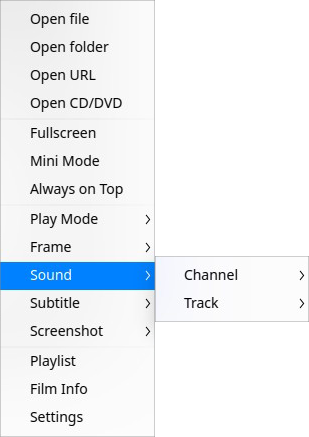 Open file
Open folder
Open URL
Open CD/DVD
Fullscreen
Mini Mode
Always on Top
Play Mode
Frame
Sound
Channel
Track
Subtitle
Screenshot
Playlist
Film Info
Settings